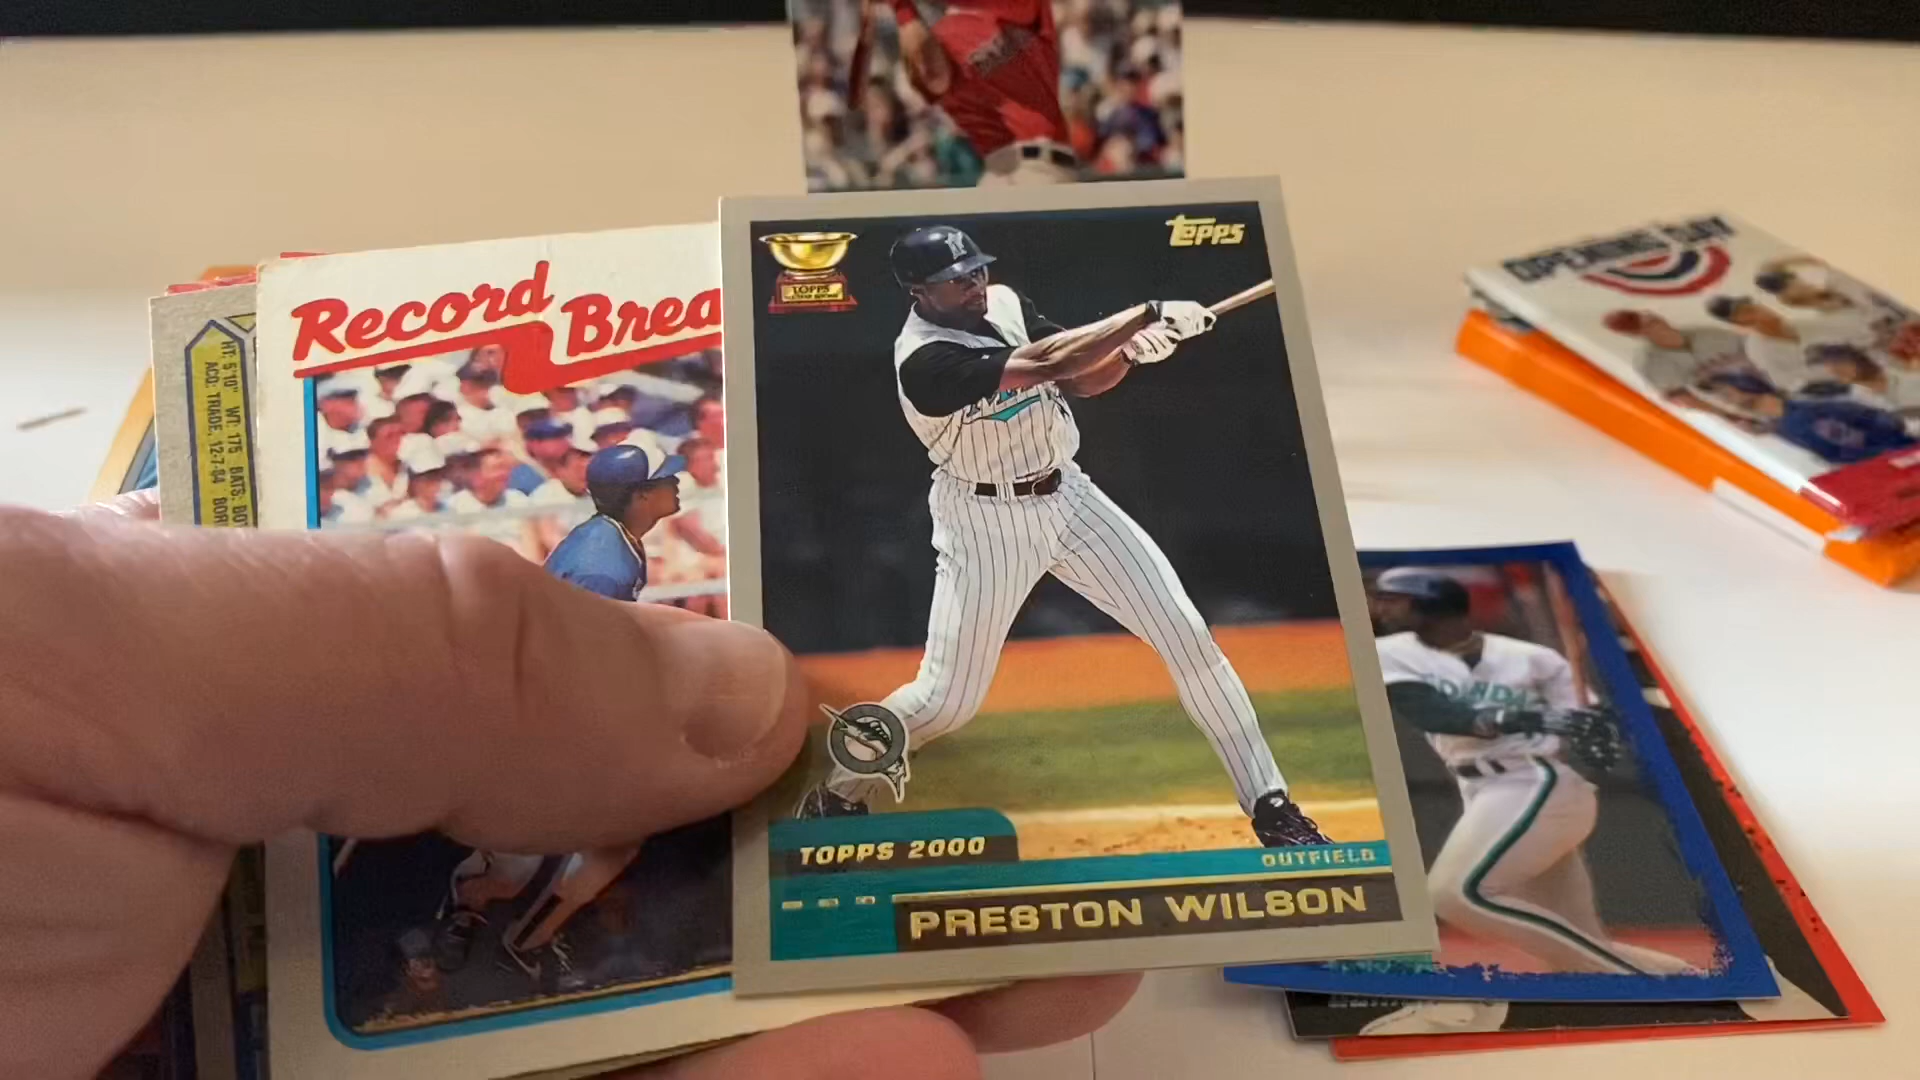 Record
topps
TOPPS
OPENING DAY
HT: 5'10" WT: 175 BATS:
ACQ: TRADE, 12-7-84
TOPPS 2000
OUTFIELD
PRESTON WILSON